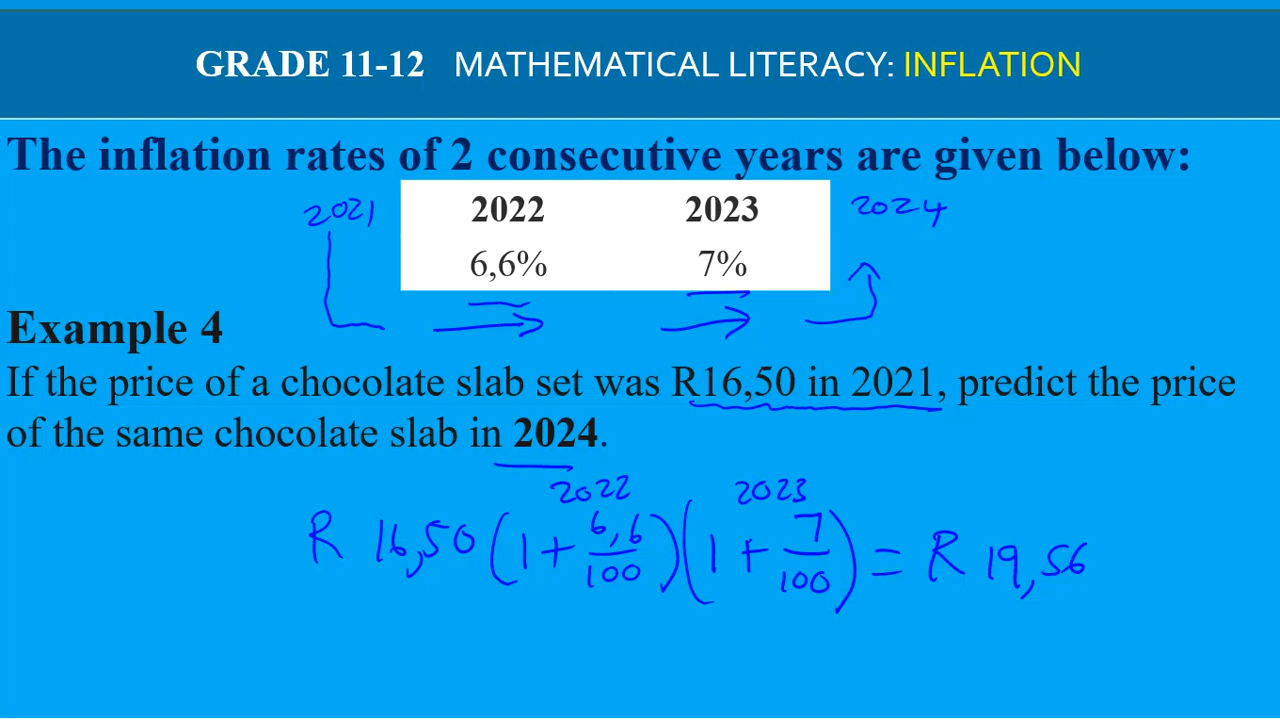 GRADE 11-12 MATHEMATICAL LITERACY: INFLATION
The inflation rates of 2 consecutive years are given below:
2021 2022 2023 2024
6,6% 7%
Example 4
If the price of a chocolate slab set was R16,50 in 2021, predict the price
of the same chocolate slab in 2024.
2022 2023
R 16,50 (1 + 6,6/100)(1 + 7/100) = R 19,56